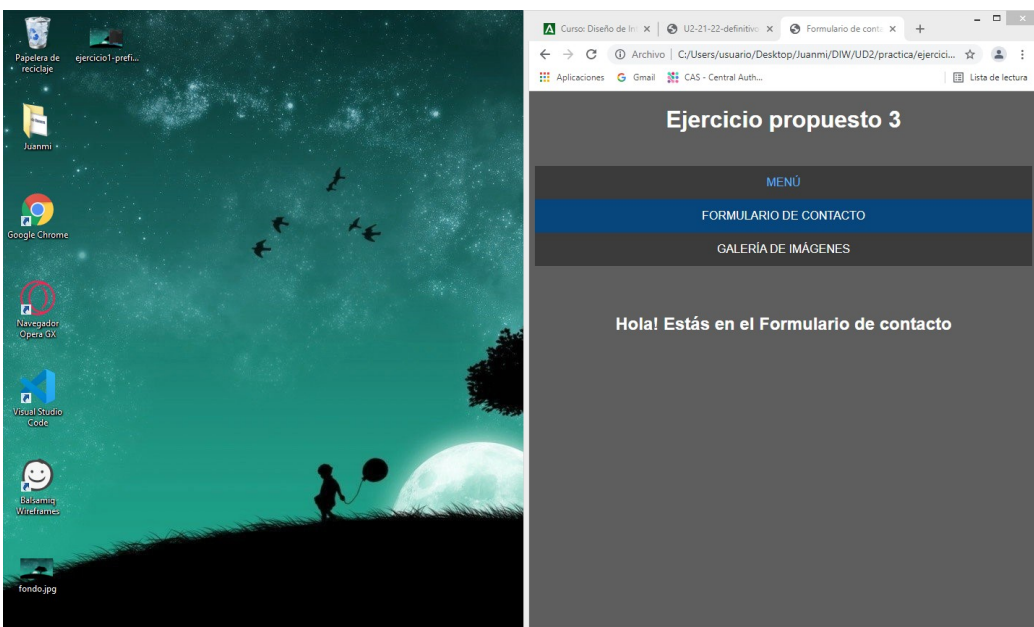 Papelera de
reciclaje
ejercicio1-prefi...
Juanmi
Google Chrome
Navegador
Opera GX
Visual Studio
Code
Balsamiq
Wireframes
fondo.jpg
Curso: Diseño de In
U2-21-22-definitivo
Formulario de conta
Archivo
C:/Users/usuario/Desktop/Juanmi/DIW/UD2/practica/ejercici...
Aplicaciones
Gmail
CAS - Central Auth...
Lista de lectura
Ejercicio propuesto 3
MENÚ
FORMULARIO DE CONTACTO
GALERÍA DE IMÁGENES
Hola! Estás en el Formulario de contacto